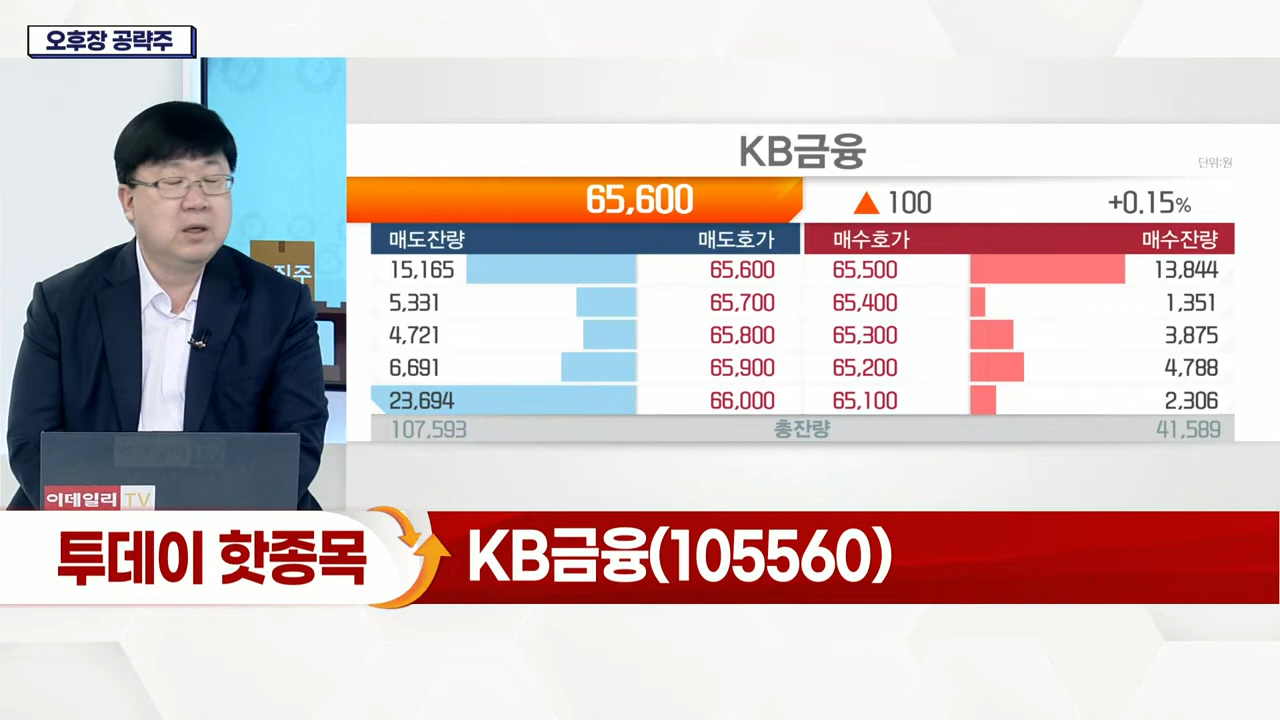 오후장 공략주
KB금융
단위:원
65,600 ▲ 100 +0.15%
매도잔량 매도호가 매수호가 매수잔량
15,165 65,600 65,500 13,844
5,331 65,700 65,400 1,351
4,721 65,800 65,300 3,875
6,691 65,900 65,200 4,788
23,694 66,000 65,100 2,306
107,593 총잔량 41,589
이데일리 TV
투데이 핫종목
KB금융(105560)